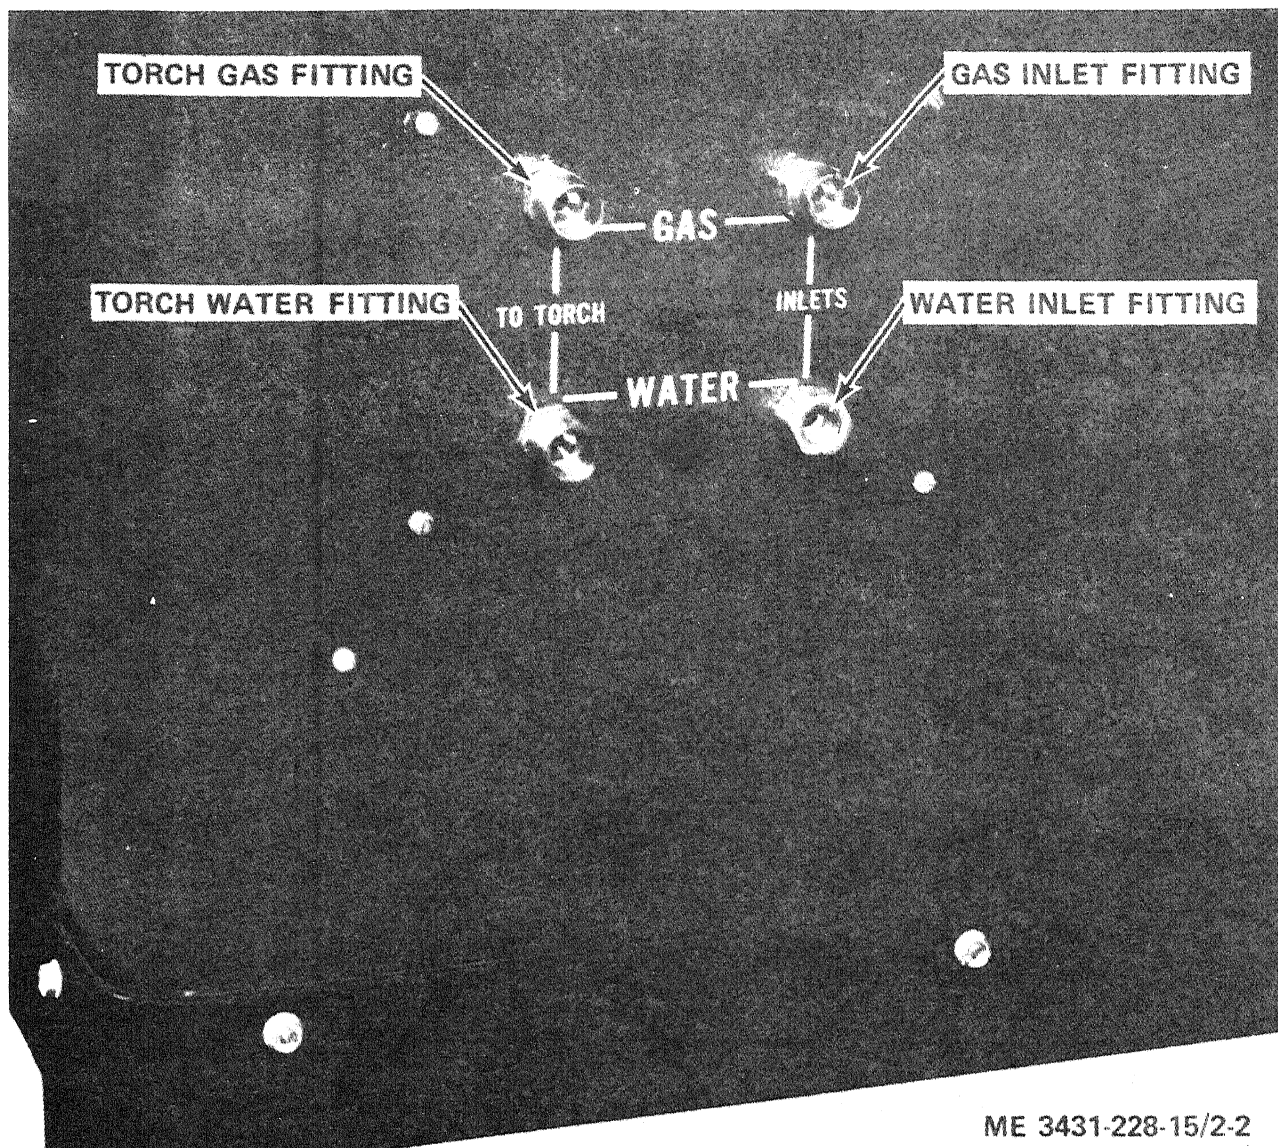 TORCH GAS FITTING
GAS INLET FITTING
GAS
TORCH WATER FITTING
TO TORCH
INLETS
WATER INLET FITTING
WATER
ME 3431-228-15/2-2